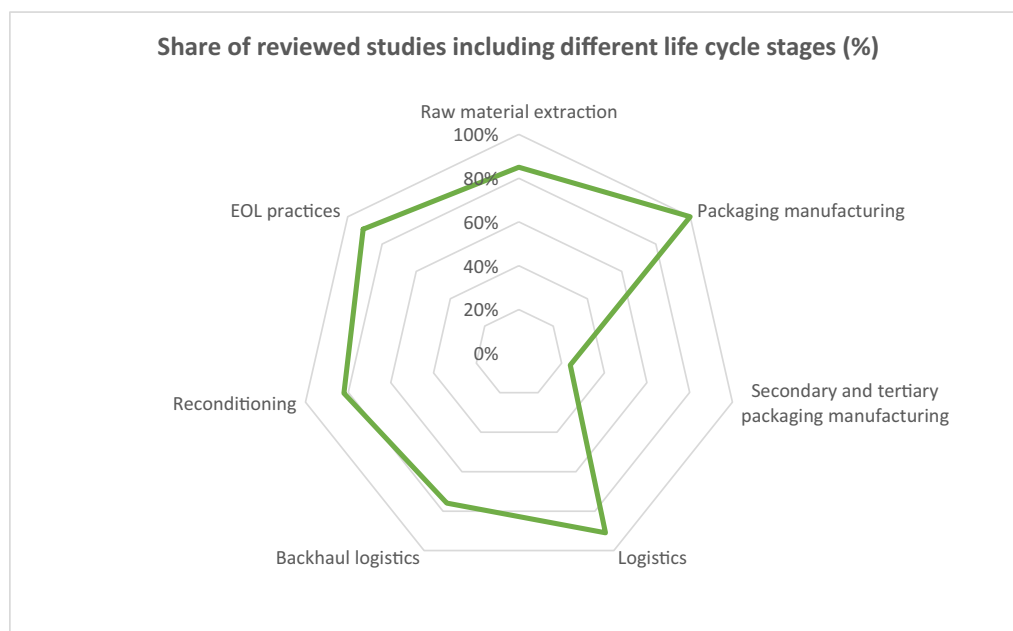 Share of reviewed studies including different life cycle stages (%)
Raw material extraction
100%
80%
60%
40%
20%
0%
Packaging manufacturing
Secondary and tertiary
packaging manufacturing
Logistics
Backhaul logistics
Reconditioning
EOL practices